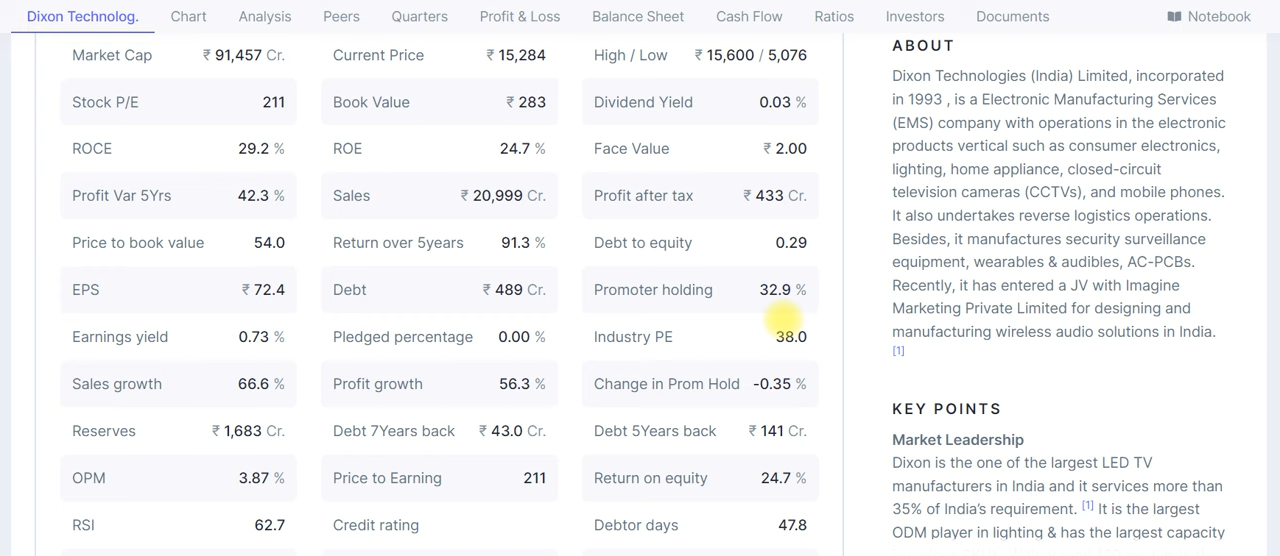 Dixon Technolog. Chart Analysis Peers Quarters Profit & Loss Balance Sheet Cash Flow Ratios Investors Documents Notebook
Market Cap ₹ 91,457 Cr. Current Price ₹ 15,284 High / Low ₹ 15,600 / 5,076
Stock P/E 211 Book Value ₹ 283 Dividend Yield 0.03 %
ROCE 29.2 % ROE 24.7 % Face Value ₹ 2.00
Profit Var 5Yrs 42.3 % Sales ₹ 20,999 Cr. Profit after tax ₹ 433 Cr.
Price to book value 54.0 Return over 5years 91.3 % Debt to equity 0.29
EPS ₹ 72.4 Debt ₹ 489 Cr. Promoter holding 32.9 %
Earnings yield 0.73 % Pledged percentage 0.00 % Industry PE 38.0
Sales growth 66.6 % Profit growth 56.3 % Change in Prom Hold -0.35 %
Reserves ₹ 1,683 Cr. Debt 7Years back ₹ 43.0 Cr. Debt 5Years back ₹ 141 Cr.
OPM 3.87 % Price to Earning 211 Return on equity 24.7 %
RSI 62.7 Credit rating Debtor days 47.8
ABOUT
Dixon Technologies (India) Limited, incorporated
in 1993 , is a Electronic Manufacturing Services
(EMS) company with operations in the electronic
products vertical such as consumer electronics,
lighting, home appliance, closed-circuit
television cameras (CCTVs), and mobile phones.
It also undertakes reverse logistics operations.
Besides, it manufactures security surveillance
equipment, wearables & audibles, AC-PCBs.
Recently, it has entered a JV with Imagine
Marketing Private Limited for designing and
manufacturing wireless audio solutions in India.
[1]
KEY POINTS
Market Leadership
Dixon is the one of the largest LED TV
manufacturers in India and it services more than
35% of India's requirement. [1] It is the largest
ODM player in lighting & has the largest capacity